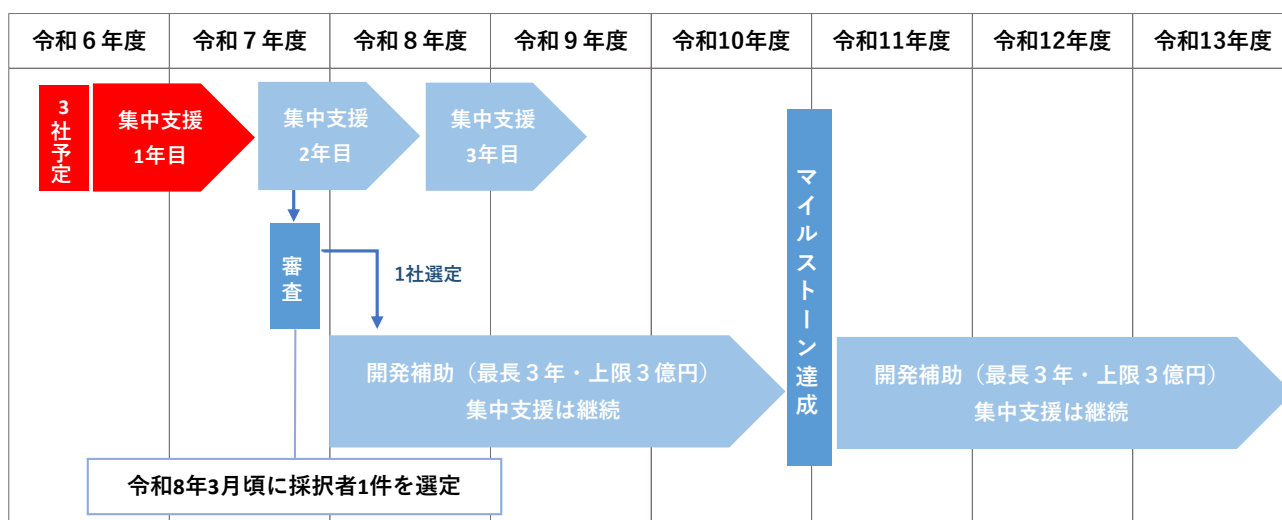 令和６年度
令和７年度
令和８年度
令和９年度
令和10年度
令和11年度
令和12年度
令和13年度
3社予定
集中支援
1年目
集中支援
2年目
集中支援
3年目
審査
1社選定
開発補助（最長３年・上限３億円）
集中支援は継続
マイルストーン達成
開発補助（最長３年・上限３億円）
集中支援は継続
令和8年3月頃に採択者1件を選定